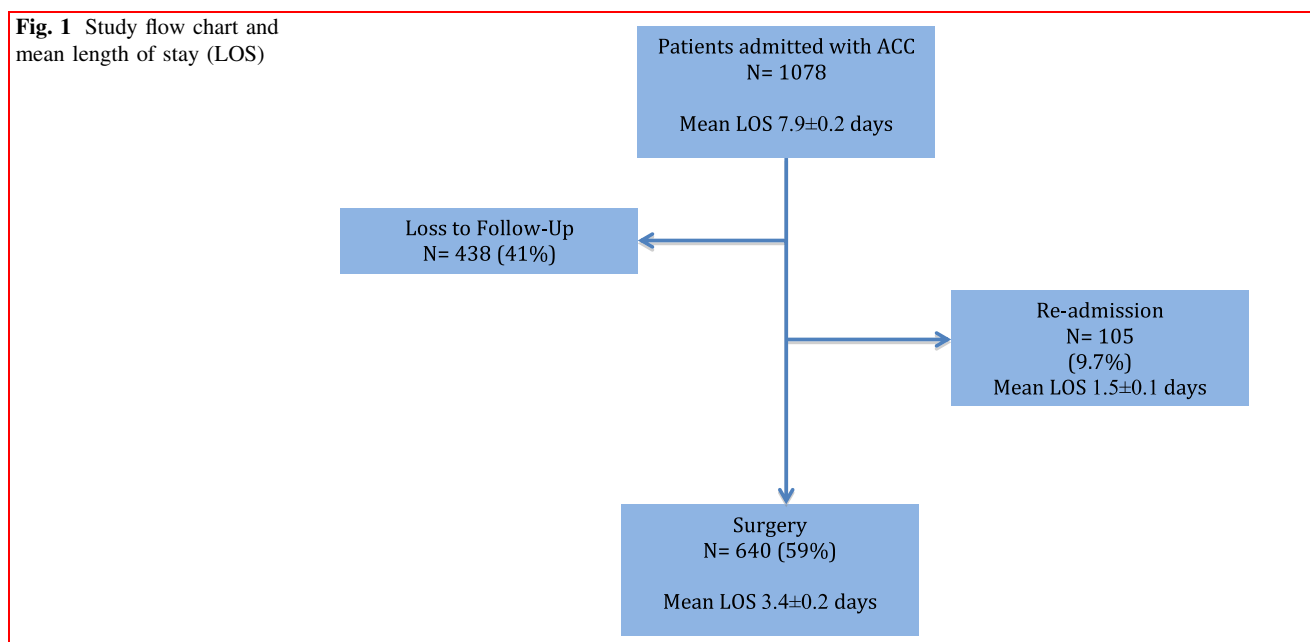 Fig. 1 Study flow chart and
mean length of stay (LOS)
Patients admitted with ACC
N= 1078
Mean LOS 7.9±0.2 days
Loss to Follow-Up
N= 438 (41%)
Re-admission
N= 105
(9.7%)
Mean LOS 1.5±0.1 days
Surgery
N= 640 (59%)
Mean LOS 3.4±0.2 days